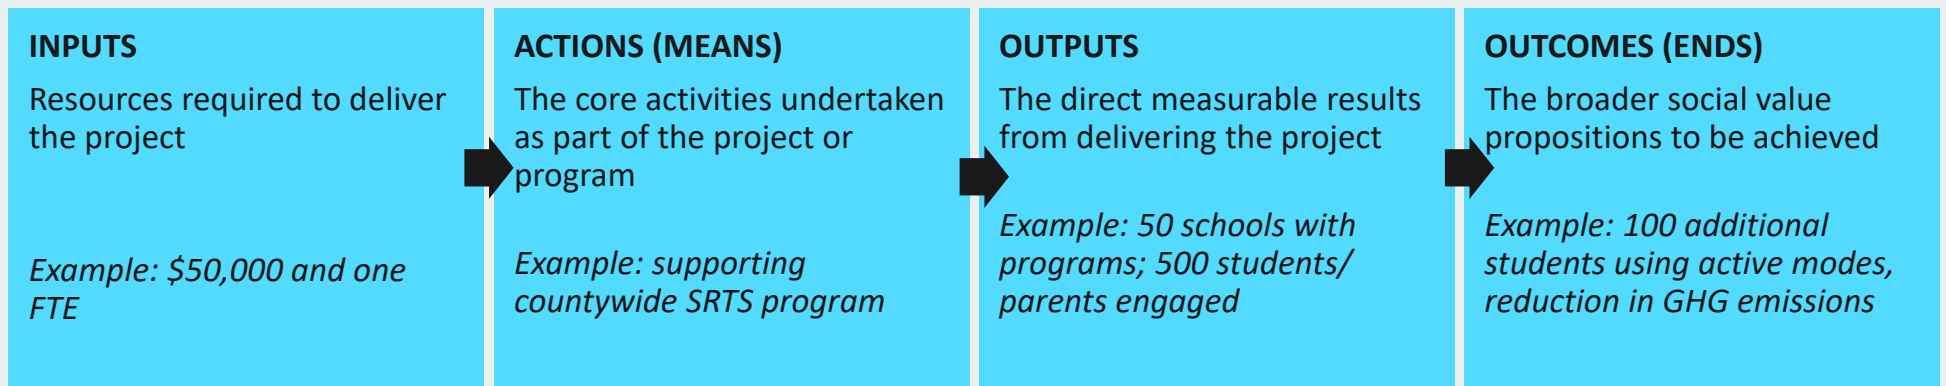 INPUTS
Resources required to deliver
the project
Example: $50,000 and one
FTE
ACTIONS (MEANS)
The core activities undertaken
as part of the project or
program
Example: supporting
countywide SRTS program
OUTPUTS
The direct measurable results
from delivering the project
Example: 50 schools with
programs; 500 students/
parents engaged
OUTCOMES (ENDS)
The broader social value
propositions to be achieved
Example: 100 additional
students using active modes,
reduction in GHG emissions